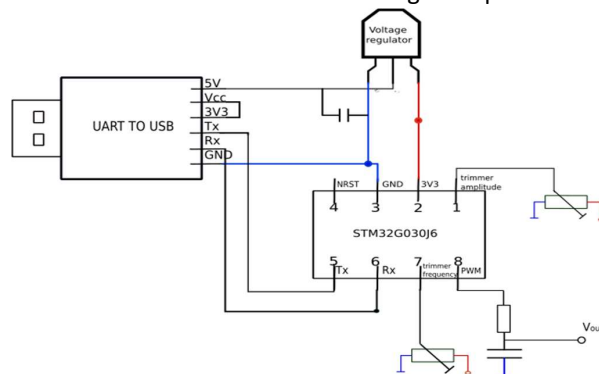 Voltage
regulator
5V
Vcc
3V3
Tx
Rx
GND
UART TO USB
NRST
GND
3V3
trimmer
amplitude
4
3
2
1
STM32G030J6
5
6
7
8
Tx
Rx
trimmer
frequency
PWM